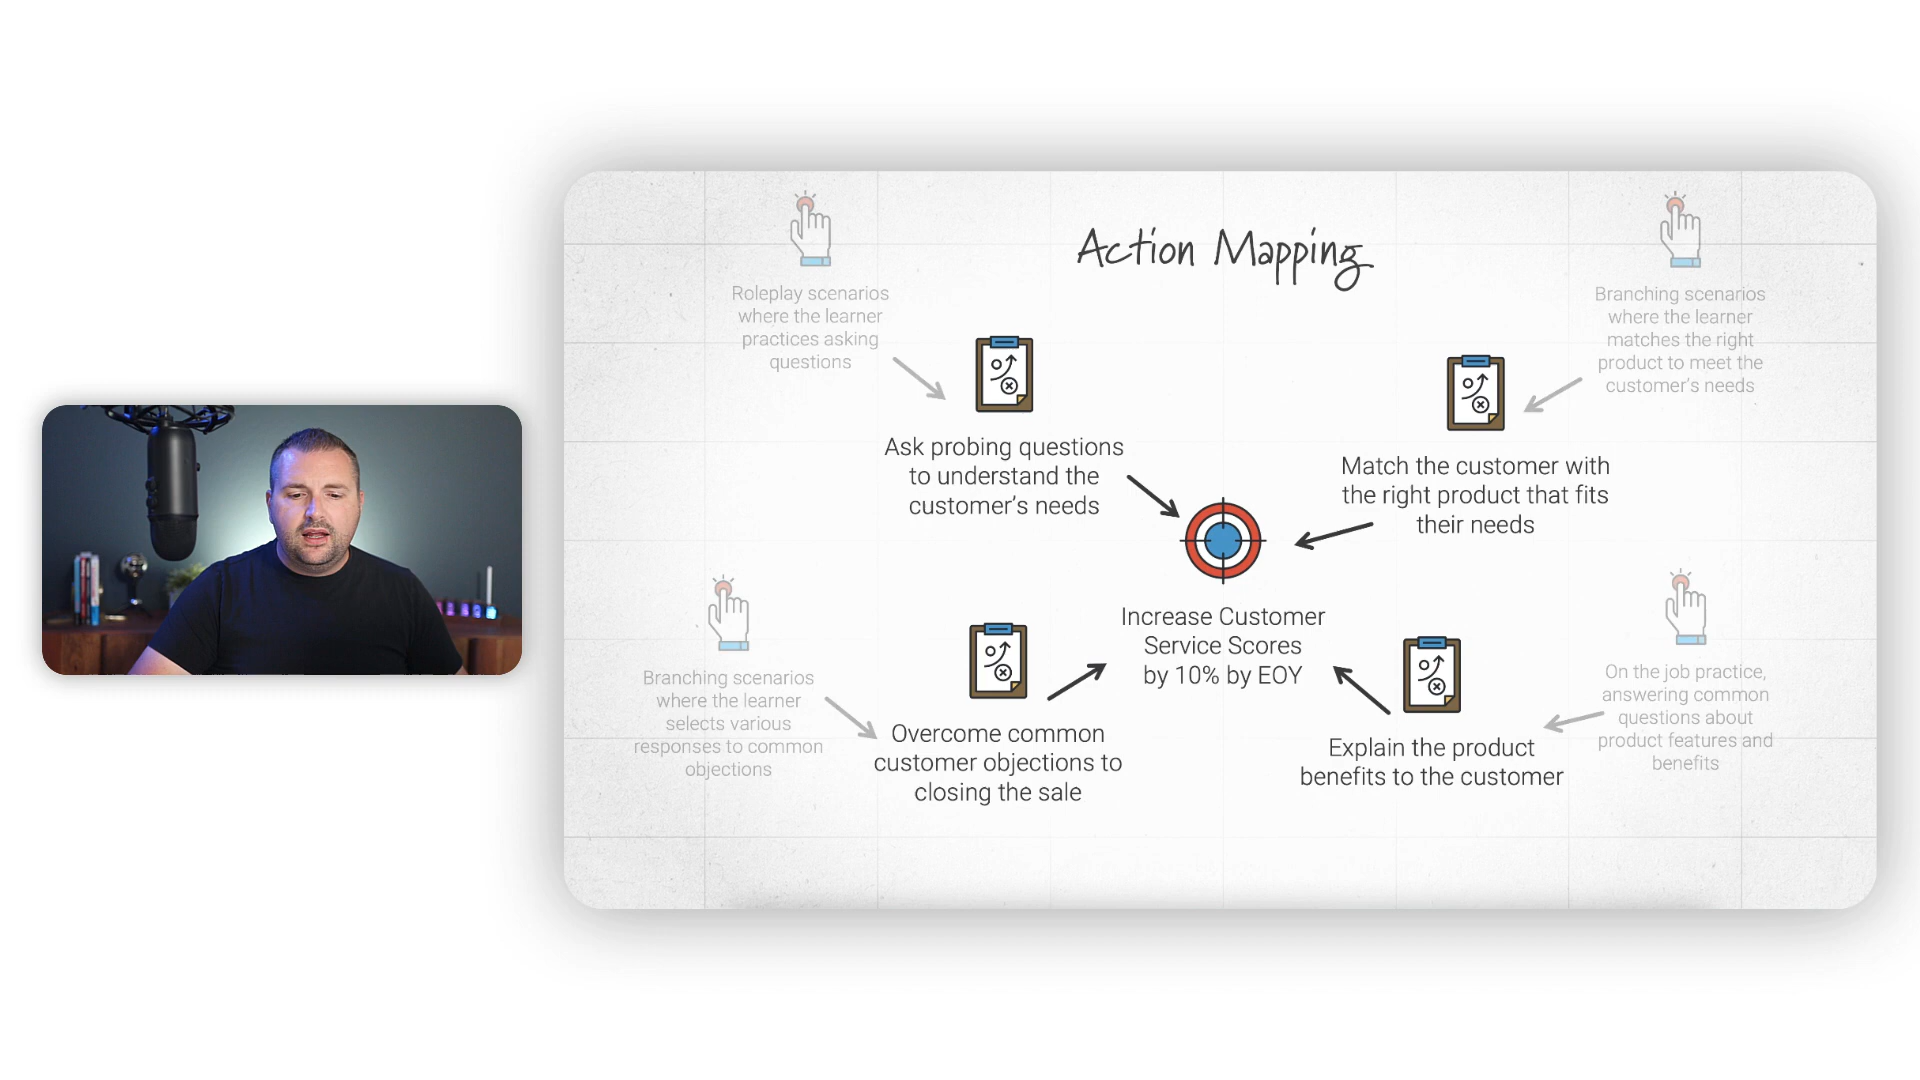 Action Mapping
Roleplay scenarios
where the learner
practices asking
questions
Ask probing questions
to understand the
customer’s needs
Branching scenarios
where the learner
matches the right
product to meet the
customer's needs
Match the customer with
the right product that fits
their needs
Increase Customer
Service Scores
by 10% by EOY
Branching scenarios
where the learner
selects various
responses to common
objections
Overcome common
customer objections to
closing the sale
On the job practice,
answering common
questions about
product features and
benefits
Explain the product
benefits to the customer